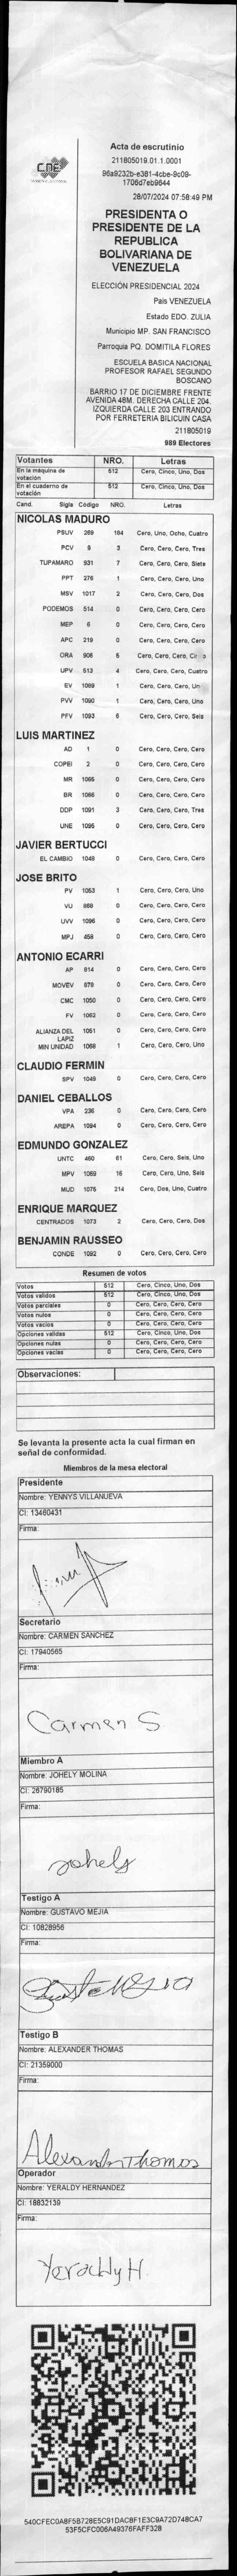 CNE
Acta de escrutinio
211805019.01.1.0001
96a9232b-e381-4cbe-9c09-
1706d7eb9644
28/07/2024 07:58:49 PM
PRESIDENTA O
PRESIDENTE DE LA
REPUBLICA
BOLIVARIANA DE
VENEZUELA
ELECCIÓN PRESIDENCIAL 2024
Pais VENEZUELA
Estado EDO. ZULIA
Municipio MP. SAN FRANCISCO
Parroquia PQ. DOMITILA FLORES
ESCUELA BASICA NACIONAL
PROFESOR RAFAEL SEGUNDO
BOSCANO
BARRIO 17 DE DICIEMBRE FRENTE
AVENIDA 48M. DERECHA CALLE 204.
IZQUIERDA CALLE 203 ENTRANDO
POR FERRETERIA BILICUIN CASA
211805019
989 Electores
Votantes NRO. Letras
En la máquina de votación 512 Cero, Cinco, Uno, Dos
En el cuaderno de votación 512 Cero, Cinco, Uno, Dos
Cand. Sigla Código NRO. Letras
NICOLAS MADURO
PSUV 269 184 Cero, Uno, Ocho, Cuatro
PCV 9 3 Cero, Cero, Cero, Tres
TUPAMARO 931 7 Cero, Cero, Cero, Siete
PPT 276 1 Cero, Cero, Cero, Uno
MSV 1017 2 Cero, Cero, Cero, Dos
PODEMOS 514 0 Cero, Cero, Cero, Cero
MEP 6 0 Cero, Cero, Cero, Cero
APC 219 0 Cero, Cero, Cero, Cero
ORA 906 5 Cero, Cero, Cero,
UPV 513 4 Cero, Cero, Cero, Cuatro
EV 1089 1 Cero, Cero, Cero, Un
PVV 1090 1 Cero, Cero, Cero, Uno
PFV 1093 6 Cero, Cero, Cero, Seis
LUIS MARTINEZ
AD 1 0 Cero, Cero, Cero, Cero
COPEI 2 0 Cero, Cero, Cero, Cero
MR 1065 0 Cero, Cero, Cero, Cero
BR 1066 0 Cero, Cero, Cero, Cero
DDP 1091 3 Cero, Cero, Cero, Tres
UNE 1095 0 Cero, Cero, Cero, Cero
JAVIER BERTUCCI
EL CAMBIO 1048 0 Cero, Cero, Cero, Cero
JOSE BRITO
PV 1053 1 Cero, Cero, Cero, Uno
VU 868 0 Cero, Cero, Cero, Cero
UVV 1096 0 Cero, Cero, Cero, Cero
MPJ 458 0 Cero, Cero, Cero, Cero
ANTONIO ECARRI
AP 914 0 Cero, Cero, Cero, Cero
MOVEV 979 0 Cero, Cero, Cero, Cero
CMC 1050 0 Cero, Cero, Cero, Cero
FV 1062 0 Cero, Cero, Cero, Cero
ALIANZA DEL LAPIZ 1051 0 Cero, Cero, Cero, Cero
MIN UNIDAD 1068 1 Cero, Cero, Cero, Uno
CLAUDIO FERMIN
SPV 1049 0 Cero, Cero, Cero, Cero
DANIEL CEBALLOS
VPA 236 0 Cero, Cero, Cero, Cero
AREPA 1094 0 Cero, Cero, Cero, Cero
EDMUNDO GONZALEZ
UNTC 460 61 Cero, Cero, Seis, Uno
MPV 1069 16 Cero, Cero, Uno, Seis
MUD 1075 214 Cero, Dos, Uno, Cuatro
ENRIQUE MARQUEZ
CENTRADOS 1073 2 Cero, Cero, Cero, Dos
BENJAMIN RAUSSEO
CONDE 1092 0 Cero, Cero, Cero, Cero
Resumen de votos
Votos 512 Cero, Cinco, Uno, Dos
Votos validos 512 Cero, Cinco, Uno, Dos
Votos parciales 0 Cero, Cero, Cero, Cero
Votos nulos 0 Cero, Cero, Cero, Cero
Votos vacios 0 Cero, Cero, Cero, Cero
Opciones validas 512 Cero, Cinco, Uno, Dos
Opciones nulas 0 Cero, Cero, Cero, Cero
Opciones vacias 0 Cero, Cero, Cero, Cero
Observaciones:
Se levanta la presente acta la cual firman en
señal de conformidad.
Miembros de la mesa electoral
Presidente
Nombre: YENNYS VILLANUEVA
CI: 13460431
Firma:
Secretario
Nombre: CARMEN SANCHEZ
CI: 17940565
Firma:
Carmen S
Miembro A
Nombre: JOHELY MOLINA
CI: 26790185
Firma:
Johely
Testigo A
Nombre: GUSTAVO MEJIA
CI: 10828956
Firma:
Testigo B
Nombre: ALEXANDER THOMAS
CI: 21359000
Firma:
Alexander Thomas
Operador
Nombre: YERALDY HERNANDEZ
CI: 18832139
Firma:
Yeraldy H.
540CFEC0A8F5B728E5C91DAC8F1E3C9A72D748CA7
53F5CFC006A49376FAFF328